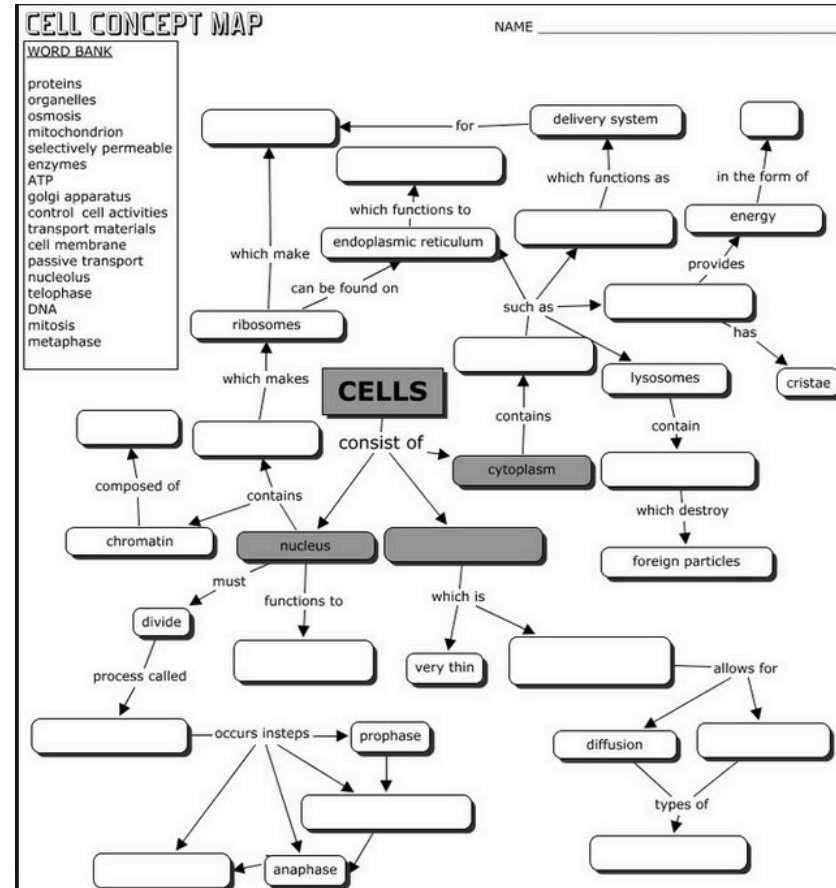 CELL CONCEPT MAP
NAME
WORD BANK
proteins
organelles
osmosis
mitochondrion
selectively permeable
enzymes
ATP
golgi apparatus
control cell activities
transport materials
cell membrane
passive transport
nucleolus
telophase
DNA
mitosis
metaphase
for
delivery system
which functions as
in the form of
which functions to
energy
endoplasmic reticulum
which make
provides
can be found on
such as
ribosomes
has
which makes
lysosomes
cristae
CELLS
contains
contain
consist of
cytoplasm
composed of
contains
which destroy
chromatin
nucleus
foreign particles
must
functions to
which is
divide
very thin
allows for
process called
occurs insteps
prophase
diffusion
types of
anaphase